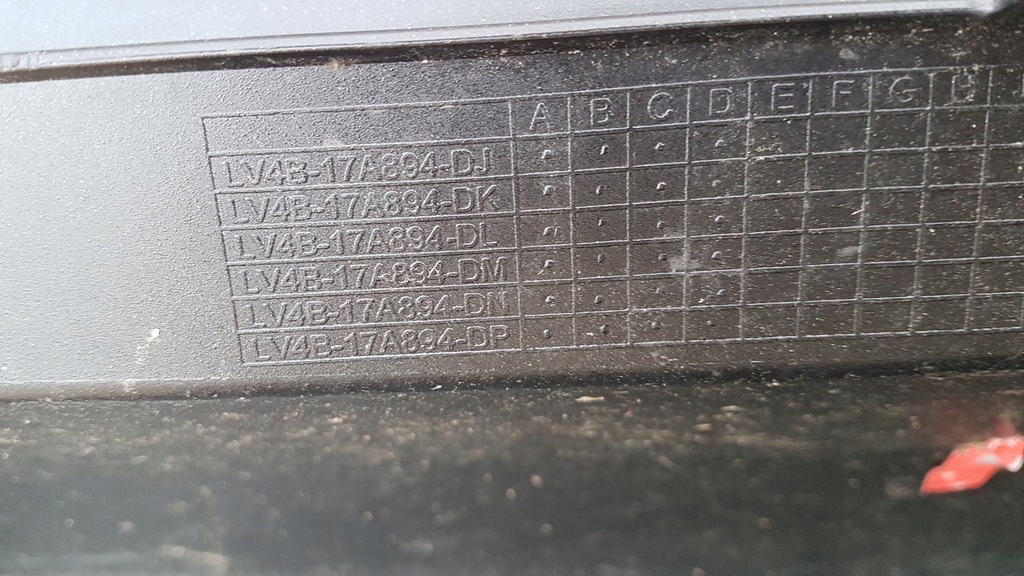 A B C D E F G H
LV4B-17A894-DJ
LV4B-17A894-DK
LV4B-17A894-DL
LV4B-17A894-DM
LV4B-17A894-DN
LV4B-17A894-DP